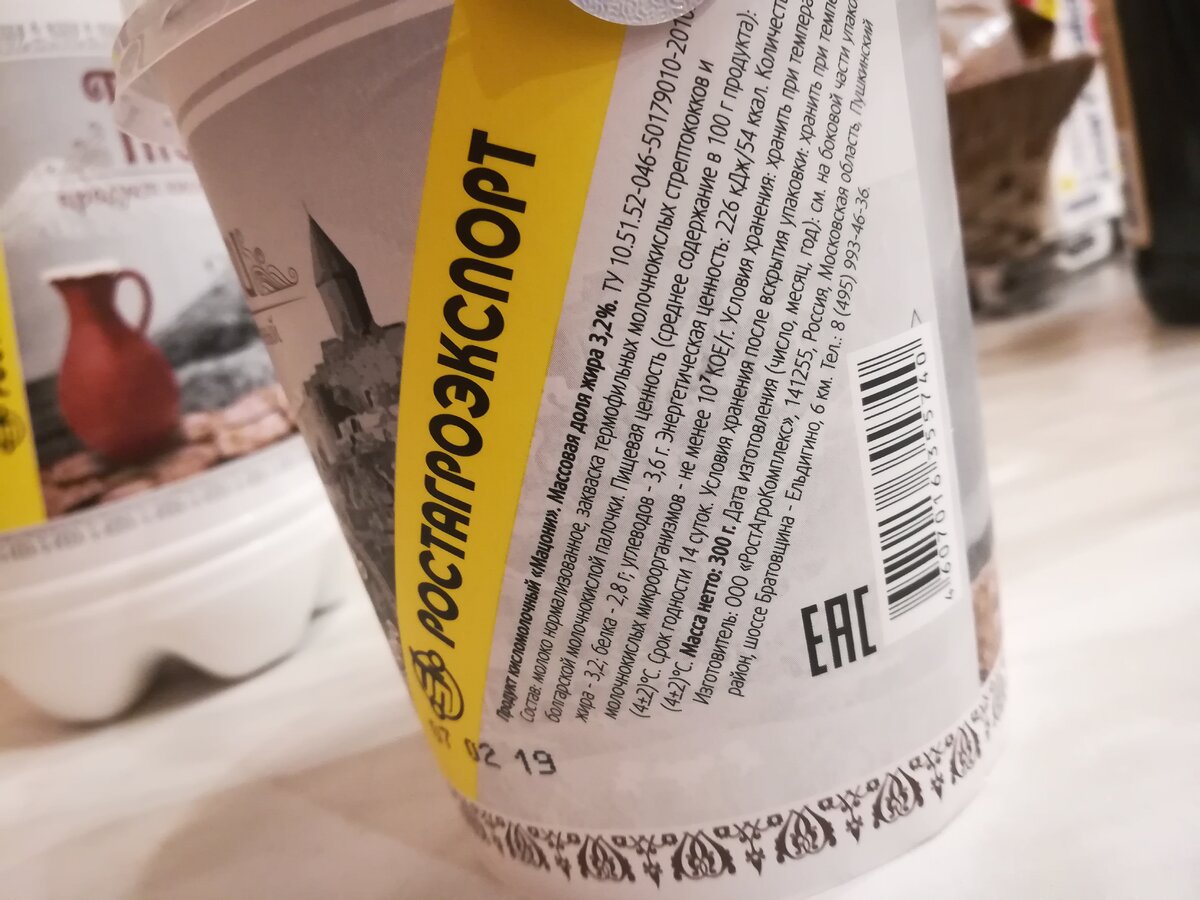 РОСТАГРОЭКСПОРТ
Продукт кисломолочный «Мацони». Массовая доля жира 3,2%. ТУ 10.51.52-046-50179010-2010
Состав: молоко нормализованное, закваска термофильных молочнокислых стрептококков и
болгарской молочнокислой палочки. Пищевая ценность (среднее содержание в 100 г продукта):
жира - 3,2; белка - 2,8 г; углеводов - 3,6 г. Энергетическая ценность: 226 кДж/54 ккал. Количество
молочнокислых микроорганизмов - не менее 10⁷ КОЕ/г. Условия хранения: хранить при
(4±2)°С. Срок годности 14 суток. Условия хранения после вскрытия упаковки: хранить при
(4±2)°С. Масса нетто: 300 г. Дата изготовления (число, месяц, год): см. на боковой части
Изготовитель: ООО «РостАгроКомплекс», 141255, Россия, Московская область, Пушкинский
район, шоссе Братовщина - Ельдигино, 6 км. Тел.: 8 (495) 993-46-36.
EAC
4 607016 355740 >
07 02 19